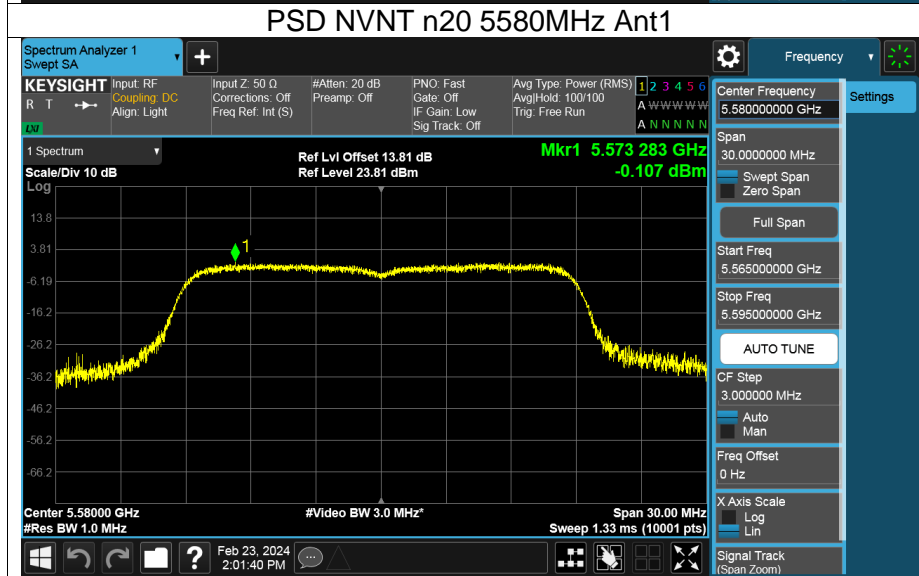 PSD NVNT n20 5580MHz Ant1
Spectrum Analyzer 1
Swept SA
+
Frequency
KEYSIGHT
R T
LXI
Input: RF
Coupling: DC
Align: Light
Input Z: 50 Ω
Corrections: Off
Freq Ref: Int (S)
#Atten: 20 dB
Preamp: Off
PNO: Fast
Gate: Off
IF Gain: Low
Sig Track: Off
Avg Type: Power (RMS)
Avg|Hold: 100/100
Trig: Free Run
1 2 3 4 5 6
A W W W W W
A N N N N N
1 Spectrum
Scale/Div 10 dB
Log
Ref Lvl Offset 13.81 dB
Ref Level 23.81 dBm
Mkr1 5.573 283 GHz
-0.107 dBm
13.8
3.81
-6.19
-16.2
-26.2
-36.2
-46.2
-56.2
-66.2
1
Center 5.58000 GHz
#Res BW 1.0 MHz
#Video BW 3.0 MHz*
Span 30.00 MHz
Sweep 1.33 ms (10001 pts)
?
Feb 23, 2024
2:01:40 PM
Center Frequency
5.580000000 GHz
Span
30.0000000 MHz
Swept Span
Zero Span
Full Span
Start Freq
5.565000000 GHz
Stop Freq
5.595000000 GHz
AUTO TUNE
CF Step
3.000000 MHz
Auto
Man
Freq Offset
0 Hz
X Axis Scale
Log
Lin
Signal Track
(Span Zoom)
Settings